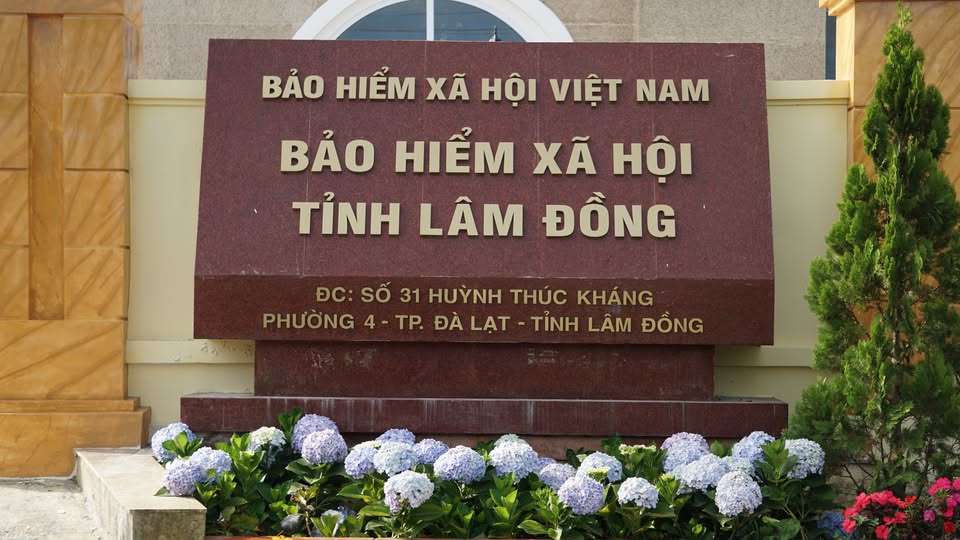 BẢO HIỂM XÃ HỘI VIỆT NAM
BẢO HIỂM XÃ HỘI
TỈNH LÂM ĐỒNG
ĐC: SỐ 31 HUỲNH THÚC KHÁNG
PHƯỜNG 4 - TP. ĐÀ LẠT - TỈNH LÂM ĐỒNG